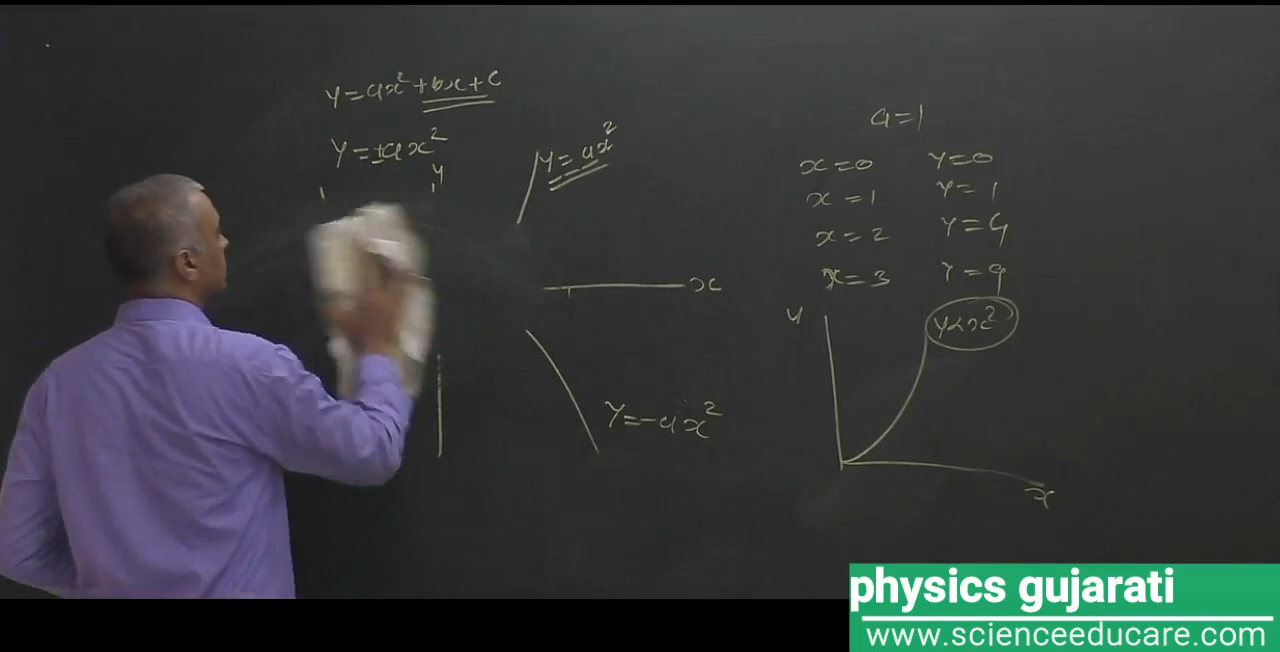 y=ax²+bx+c
y=±ax²
y
y=ax²
x
y=-ax²
a=1
x=0 y=0
x=1 y=1
x=2 y=4
x=3 y=9
y
y∝x²
x
physics gujarati
www.scienceeducare.com